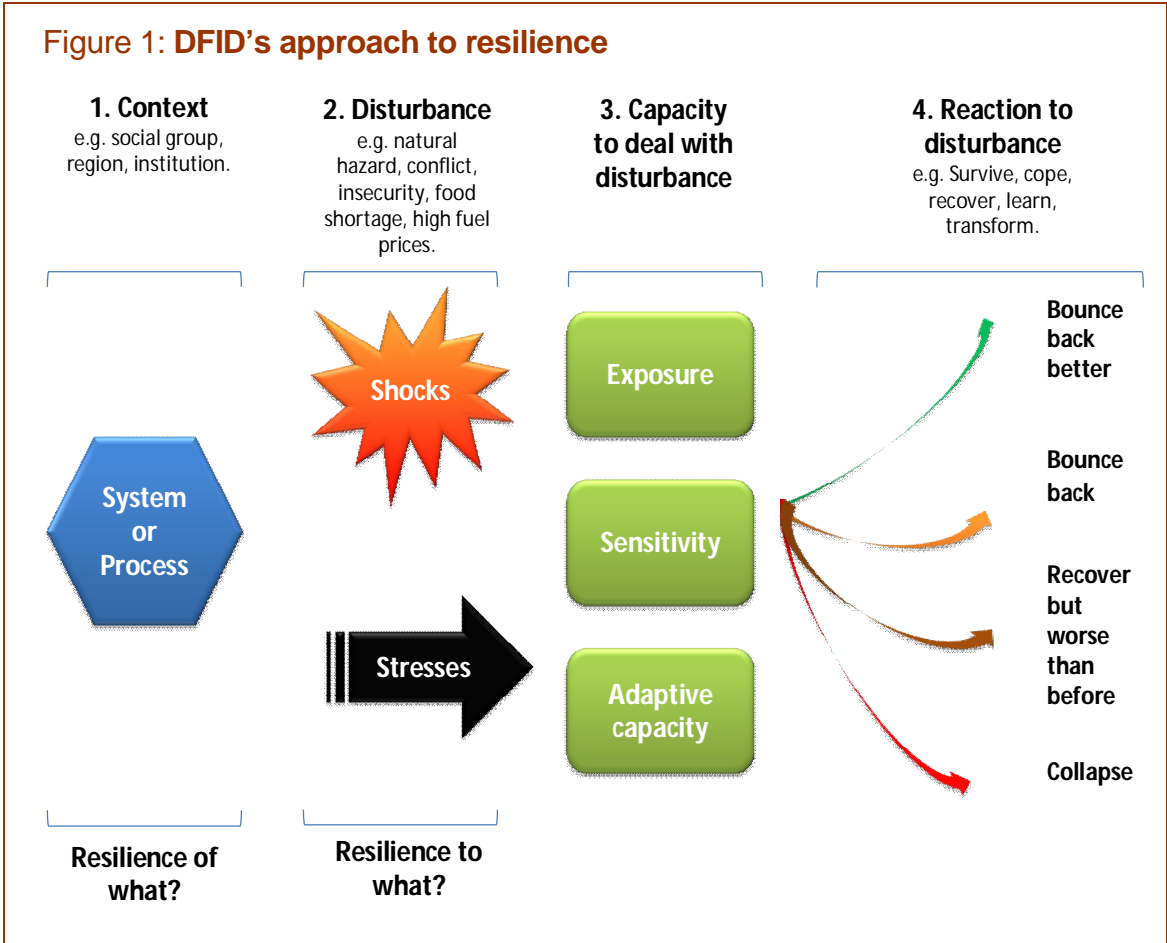 Figure 1: DFID's approach to resilience
1. Context
e.g. social group,
region, institution.
2. Disturbance
e.g. natural
hazard, conflict,
insecurity, food
shortage, high fuel
prices.
3. Capacity
to deal with
disturbance
4. Reaction to
disturbance
e.g. Survive, cope,
recover, learn,
transform.
System
or
Process
Shocks
Stresses
Exposure
Sensitivity
Adaptive
capacity
Bounce
back
better
Bounce
back
Recover
but
worse
than
before
Collapse
Resilience of
what?
Resilience to
what?